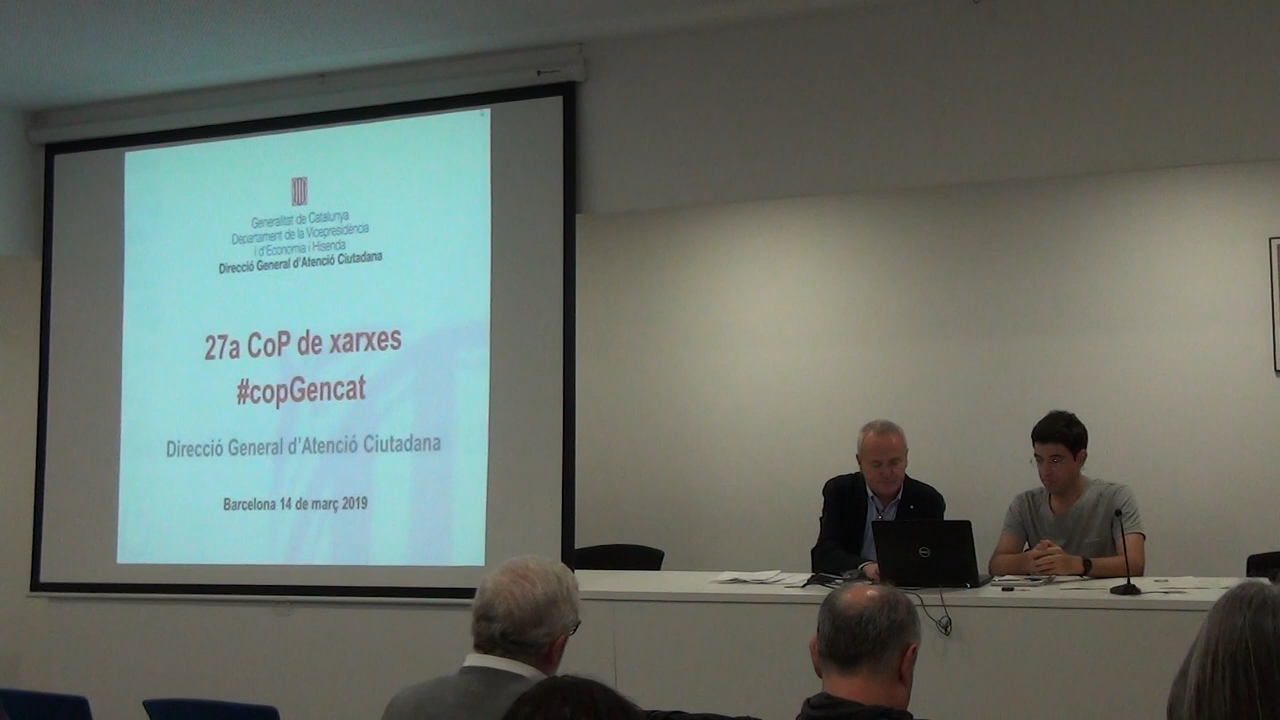 Generalitat de Catalunya
Departament de la Vicepresidència
i d'Economia i Hisenda
Direcció General d'Atenció Ciutadana
27a CoP de xarxes
#copGencat
Direcció General d'Atenció Ciutadana
Barcelona 14 de març 2019
DELL